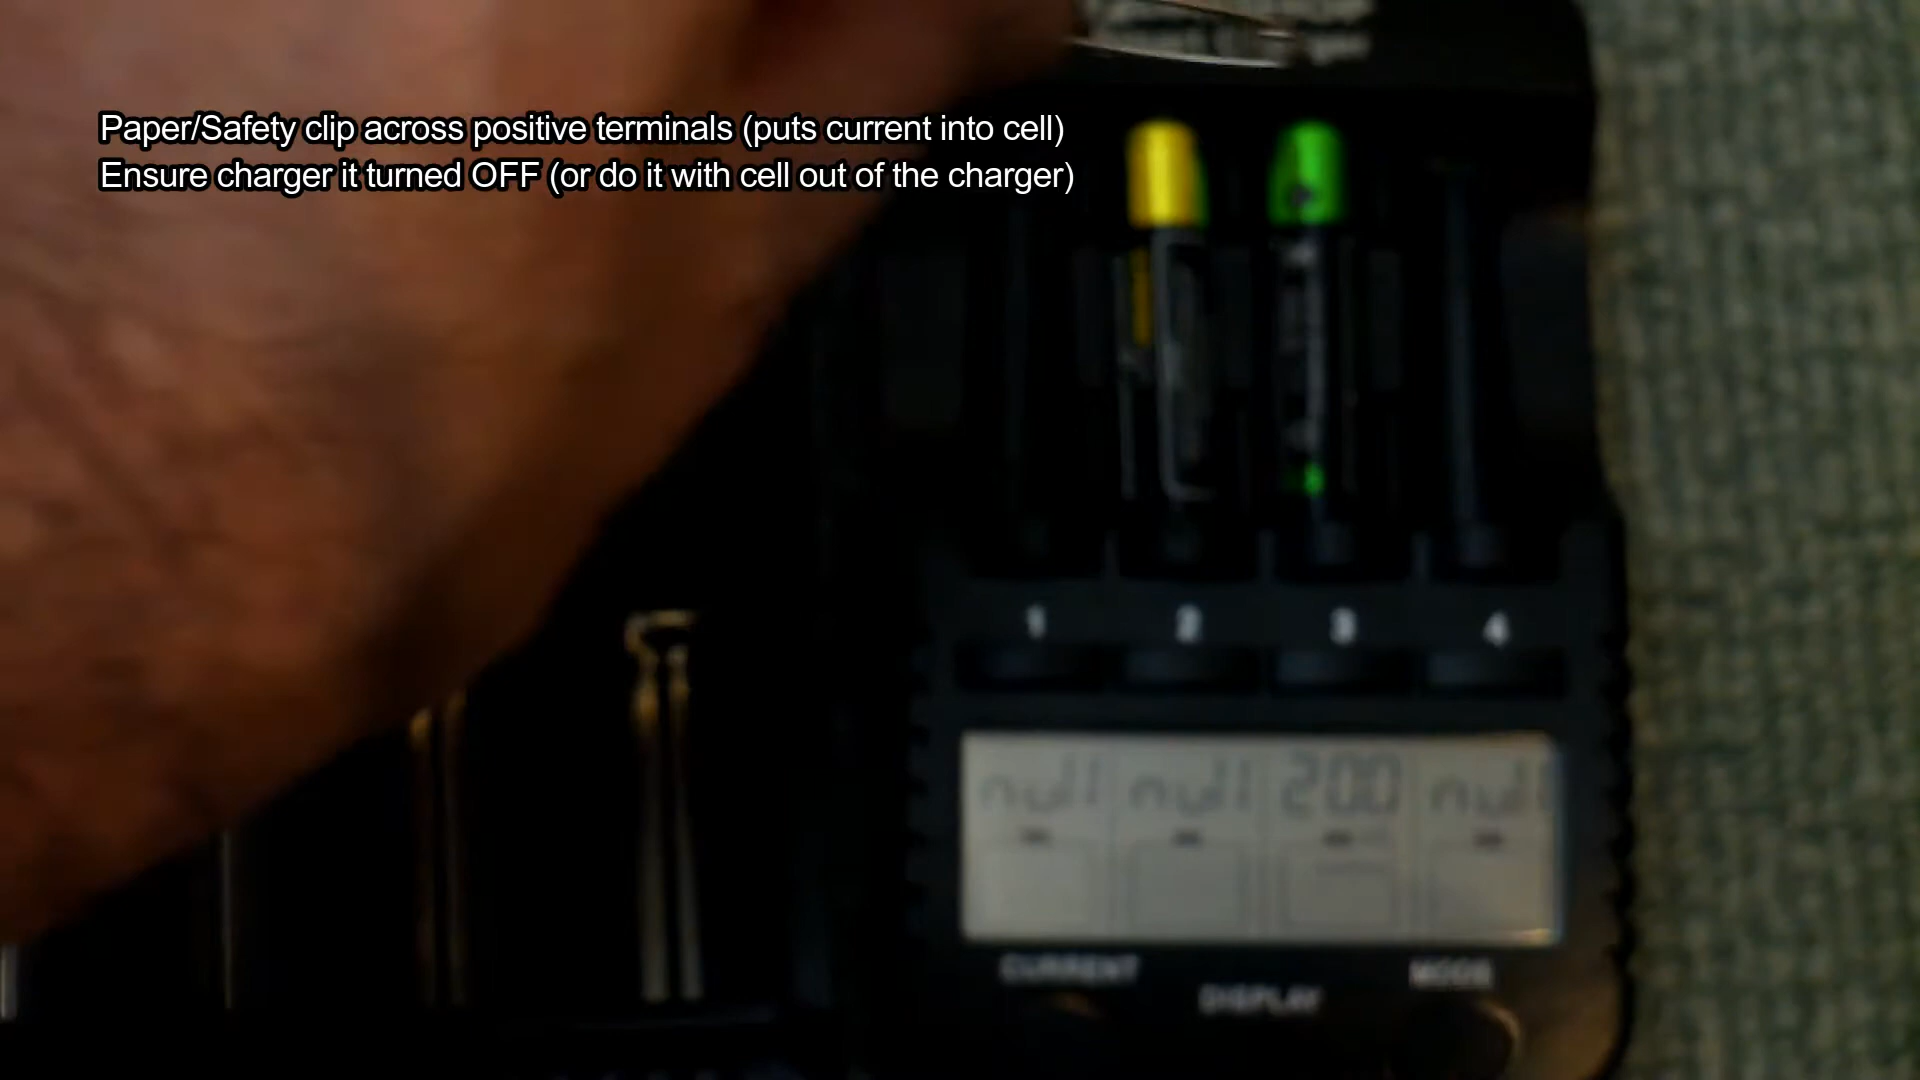 Paper/Safety clip across positive terminals (puts current into cell)
Ensure charger it turned OFF (or do it with cell out of the charger)
1 2 3 4
null null 200 null
CURRENT MODE
DISPLAY